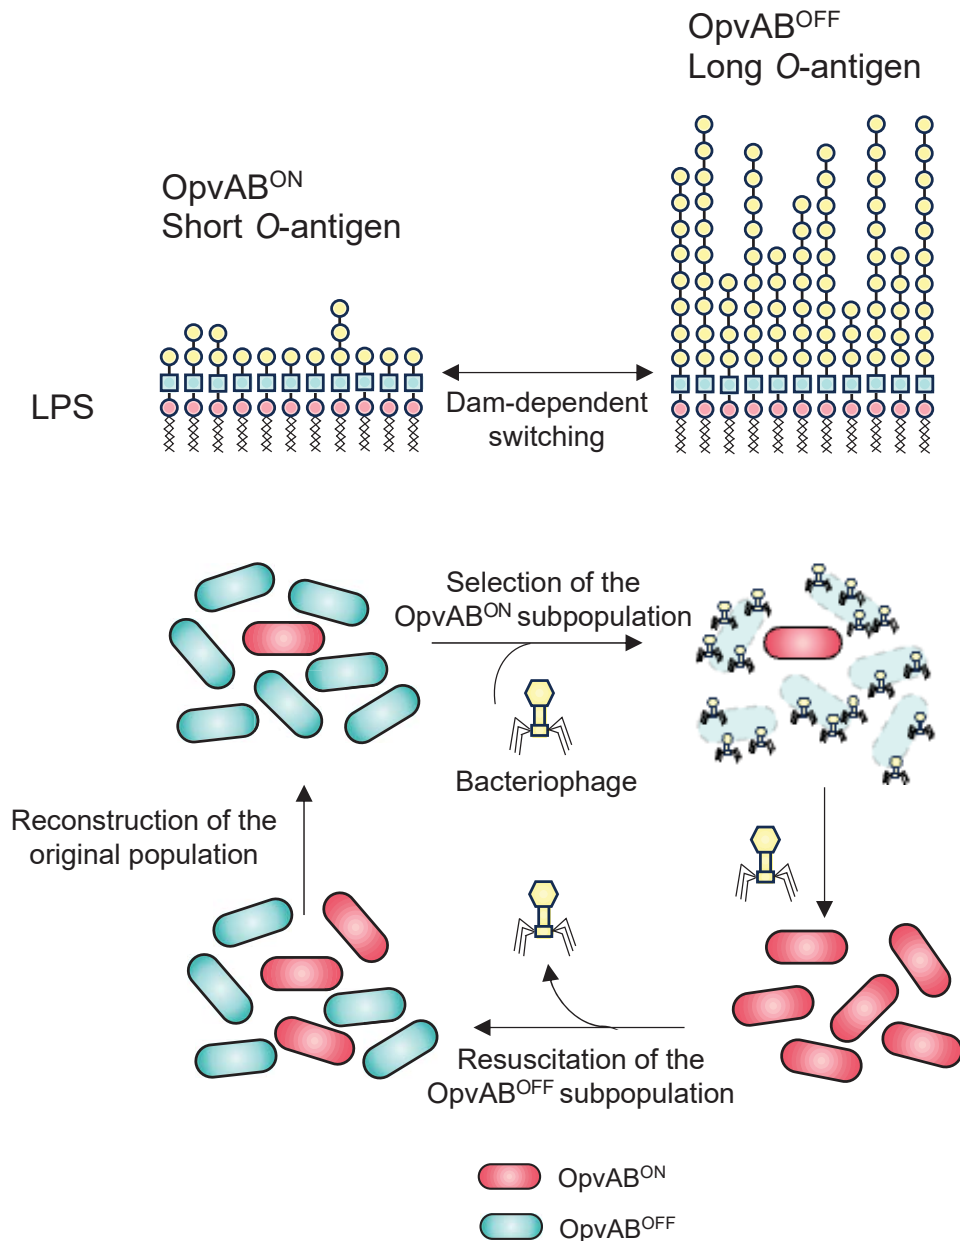 OpvAB^OFF
Long O-antigen
OpvAB^ON
Short O-antigen
LPS
Dam-dependent
switching
Selection of the
OpvAB^ON subpopulation
Bacteriophage
Reconstruction of the
original population
Resuscitation of the
OpvAB^OFF subpopulation
OpvAB^ON
OpvAB^OFF